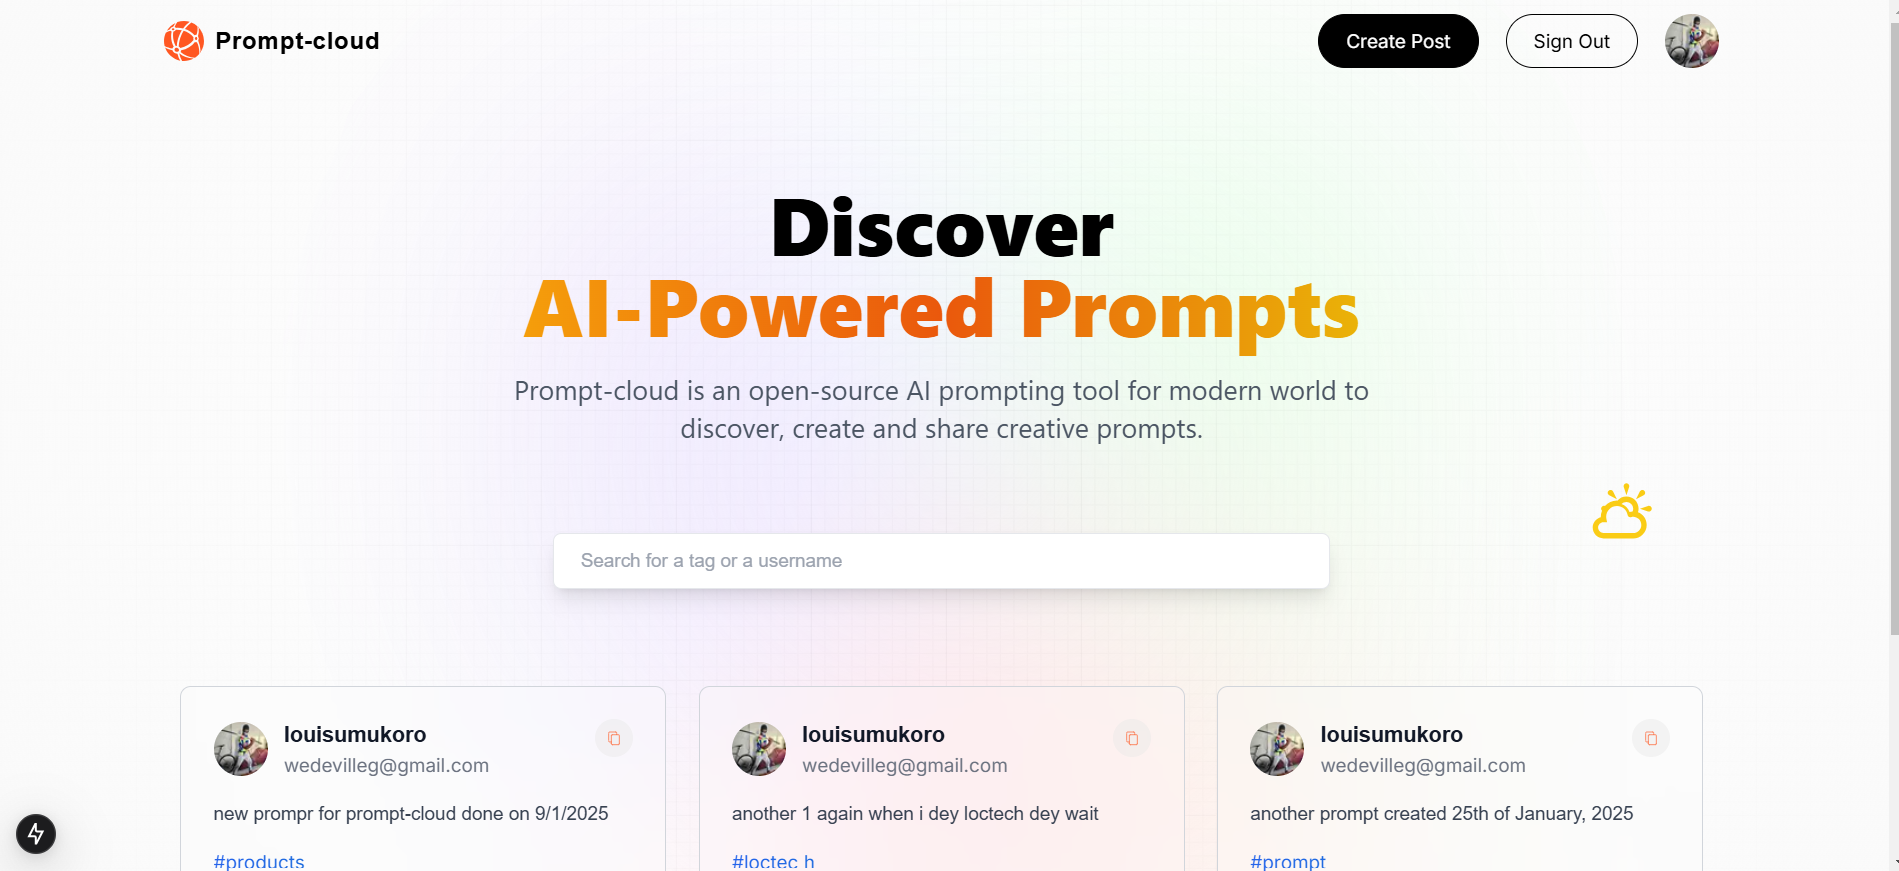 Prompt-cloud
Create Post
Sign Out
Discover
AI-Powered Prompts
Prompt-cloud is an open-source AI prompting tool for modern world to
discover, create and share creative prompts.
Search for a tag or a username
louisumukoro
wedevilleg@gmail.com
new prompr for prompt-cloud done on 9/1/2025
#products
louisumukoro
wedevilleg@gmail.com
another 1 again when i dey loctech dey wait
#loctec h
louisumukoro
wedevilleg@gmail.com
another prompt created 25th of January, 2025
#prompt